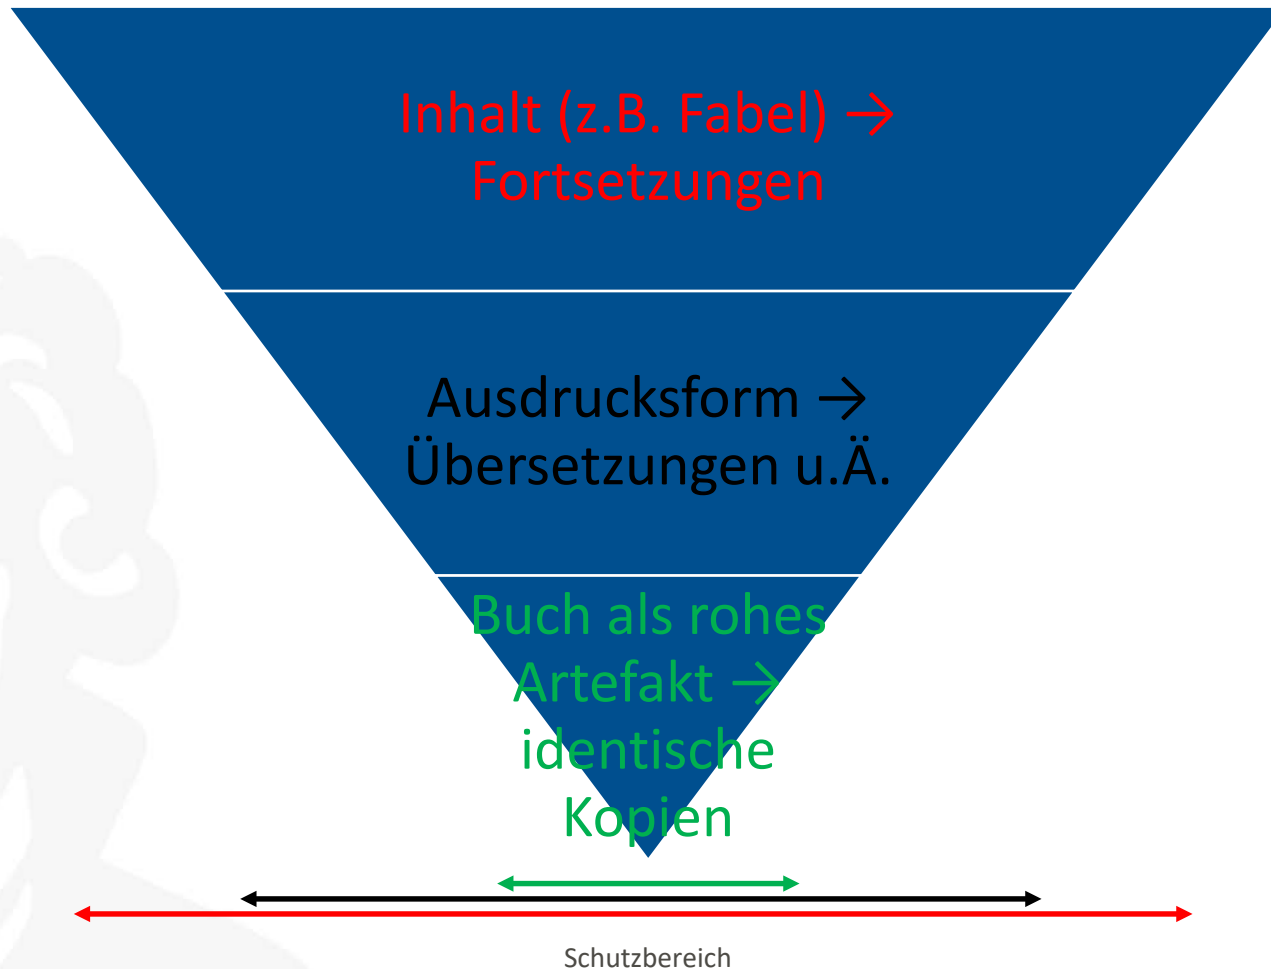 Inhalt (z.B. Fabel) →
Fortsetzungen
Ausdrucksform →
Übersetzungen u.Ä.
Buch als rohes
Artefakt →
identische
Kopien
Schutzbereich